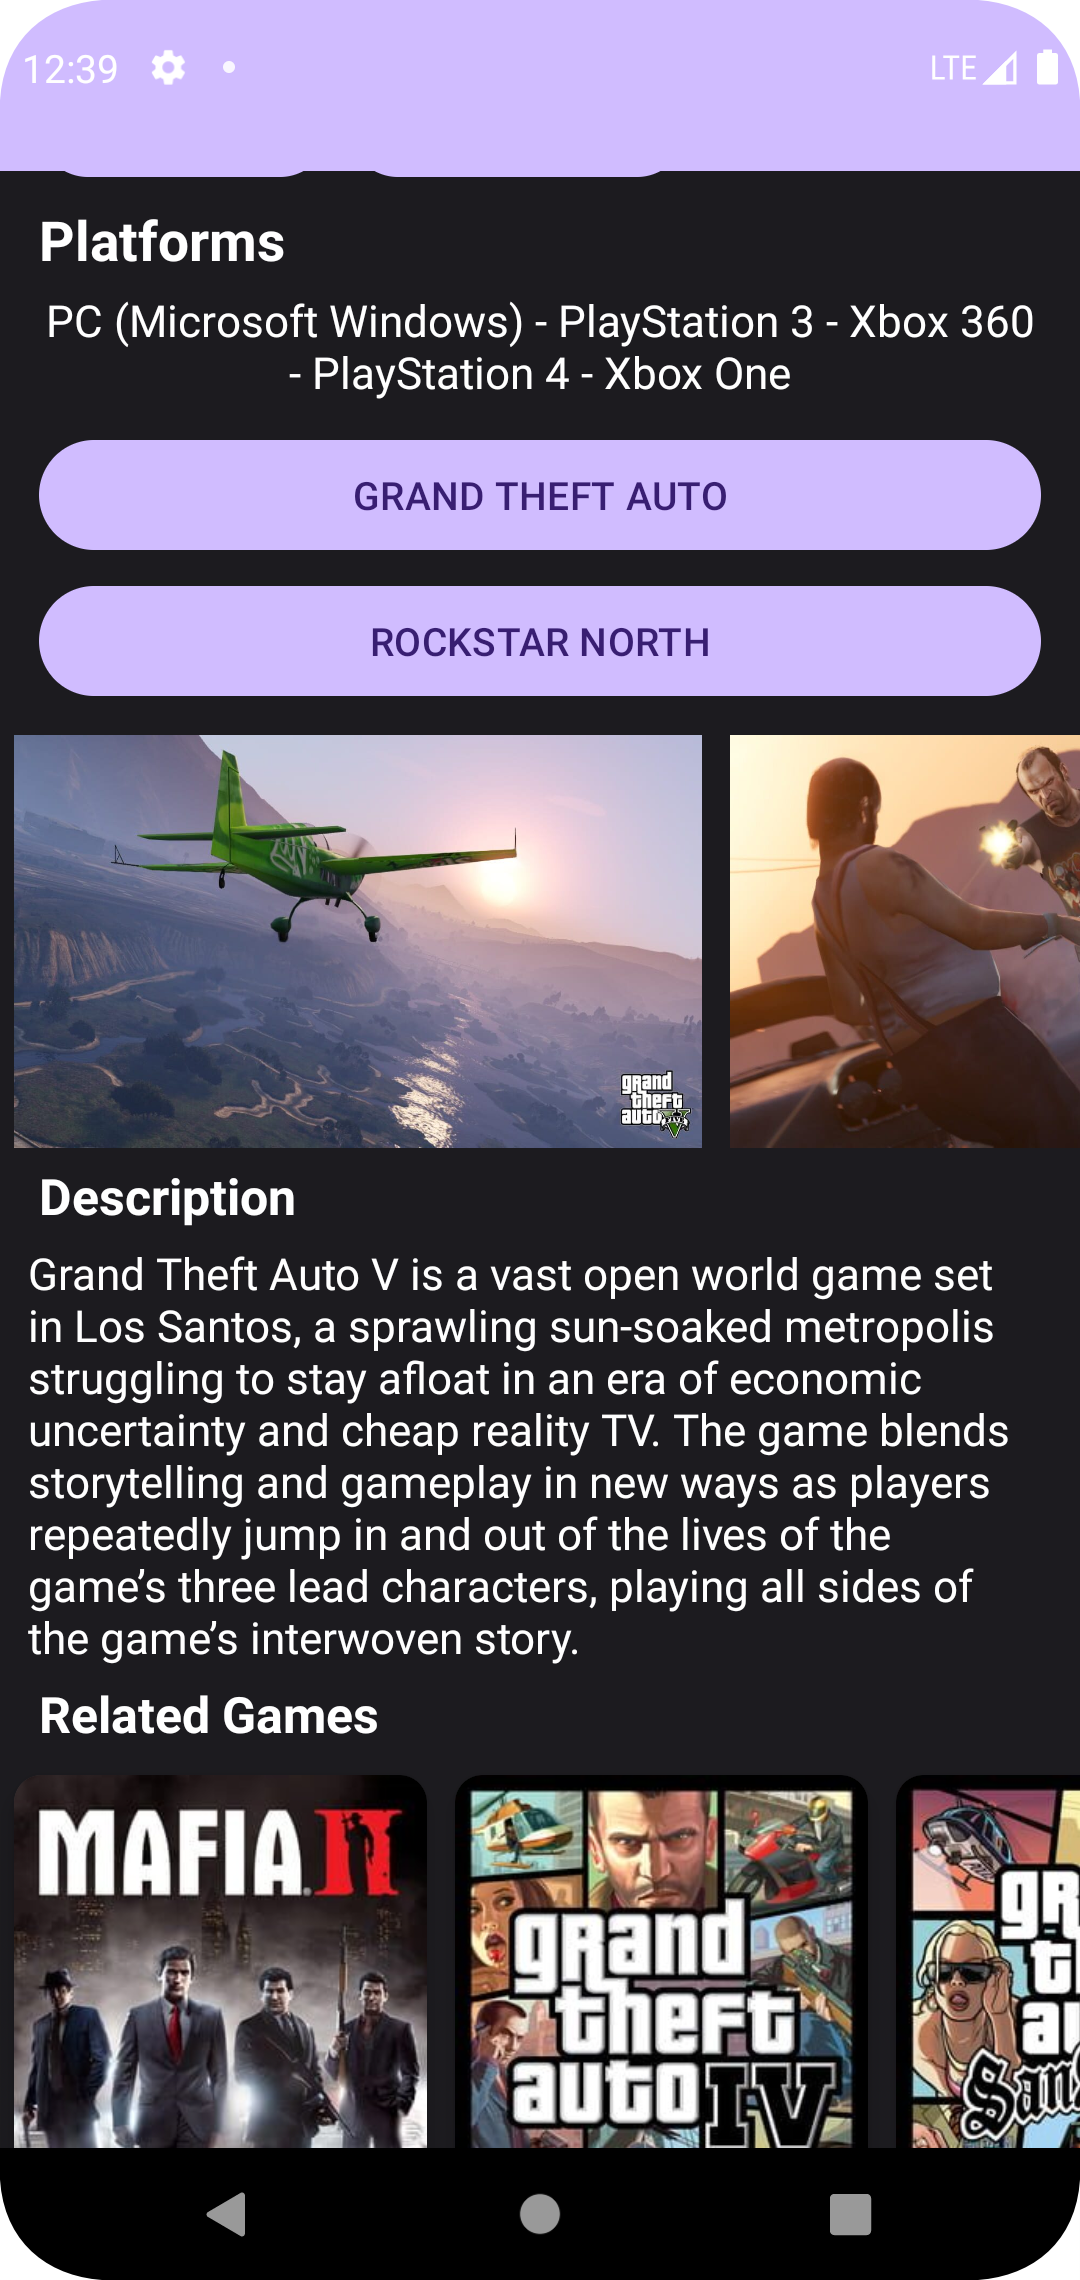 12:39
LTE
Platforms
PC (Microsoft Windows) - PlayStation 3 - Xbox 360
- PlayStation 4 - Xbox One
GRAND THEFT AUTO
ROCKSTAR NORTH
grand
theft
auto V
Description
Grand Theft Auto V is a vast open world game set
in Los Santos, a sprawling sun-soaked metropolis
struggling to stay afloat in an era of economic
uncertainty and cheap reality TV. The game blends
storytelling and gameplay in new ways as players
repeatedly jump in and out of the lives of the
game’s three lead characters, playing all sides of
the game’s interwoven story.
Related Games
MAFIA II
grand
theft
auto IV
gr
t
au
San